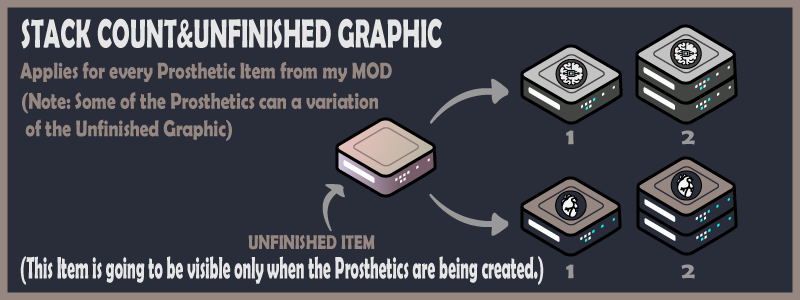 STACK COUNT&UNFINISHED GRAPHIC
Applies for every Prosthetic Item from my MOD
(Note: Some of the Prosthetics can a variation
of the Unfinished Graphic)
1
2
UNFINISHED ITEM
(This Item is going to be visible only when the Prosthetics are being created.)
1
2